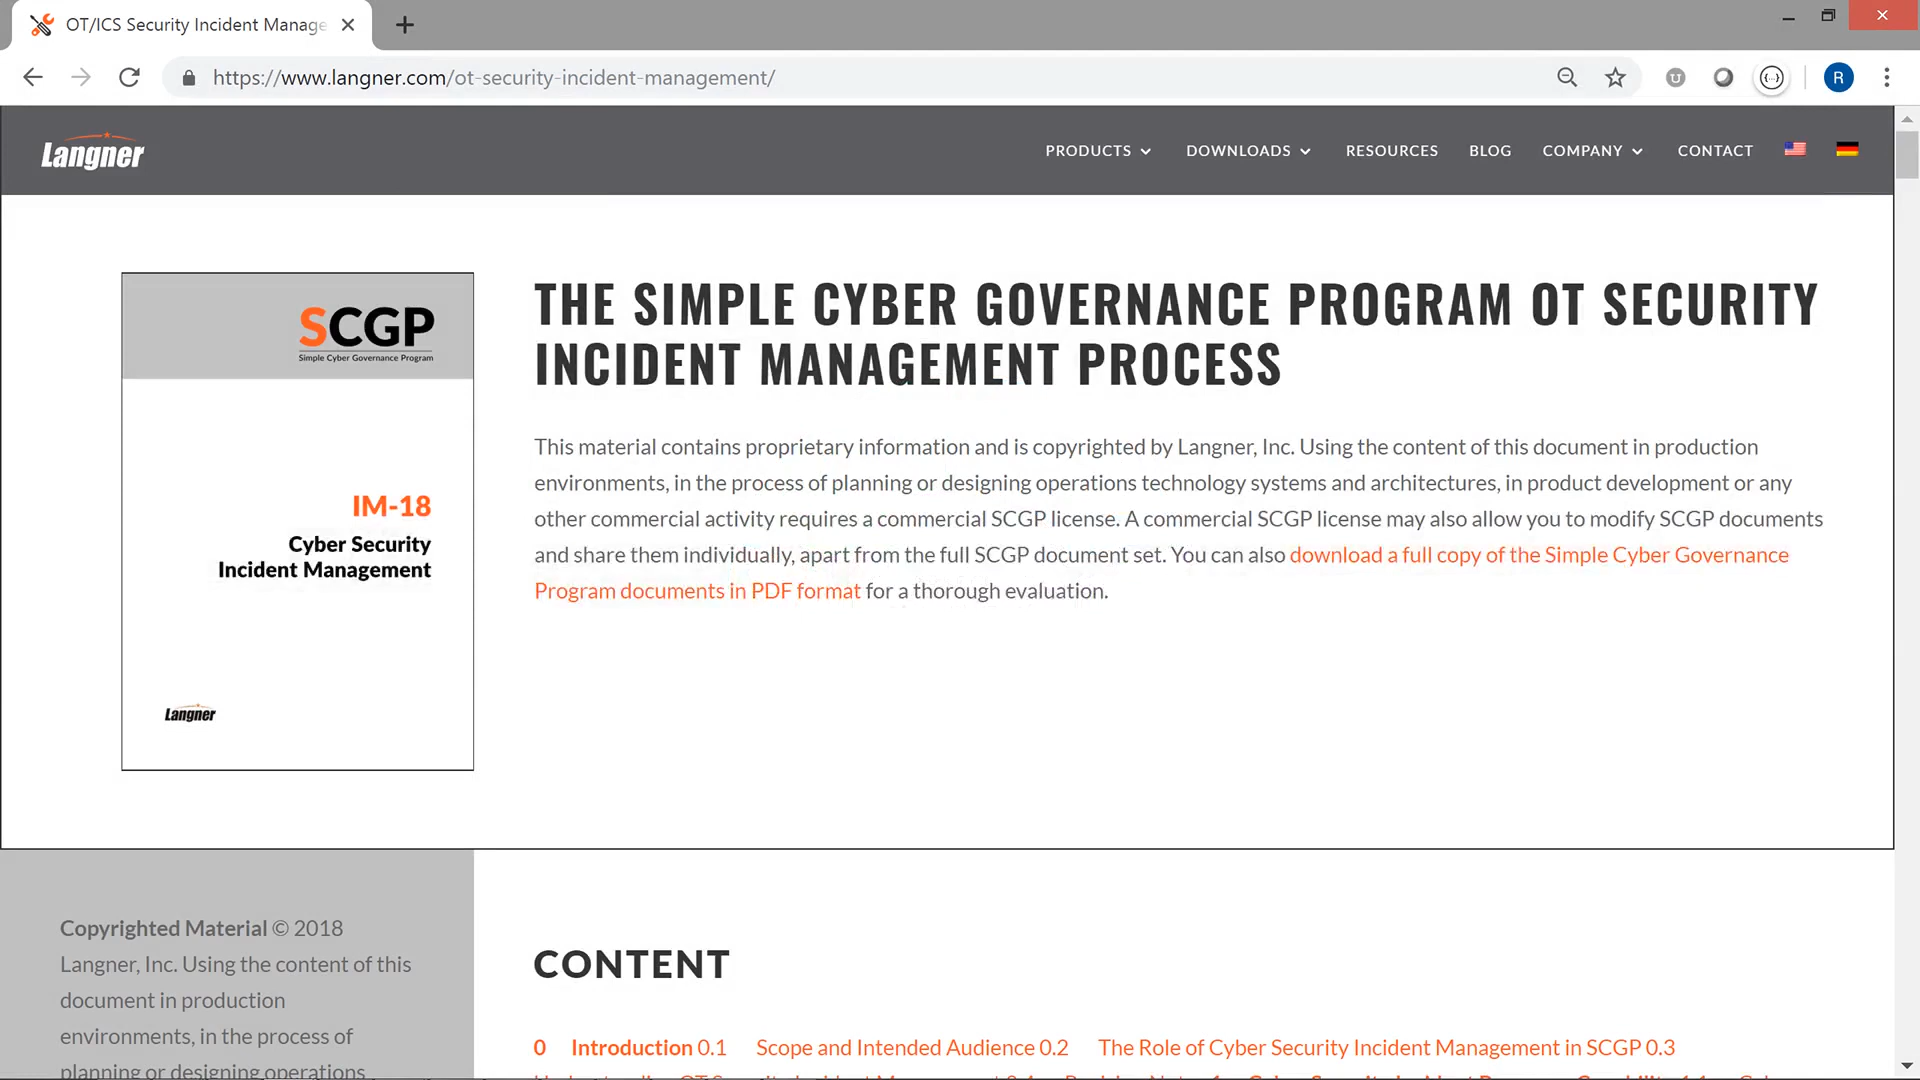 OT/ICS Security Incident Manage
https://www.langner.com/ot-security-incident-management/
R
Langner
PRODUCTS DOWNLOADS RESOURCES BLOG COMPANY CONTACT
SCGP
Simple Cyber Governance Program
IM-18
Cyber Security
Incident Management
Langner
THE SIMPLE CYBER GOVERNANCE PROGRAM OT SECURITY
INCIDENT MANAGEMENT PROCESS
This material contains proprietary information and is copyrighted by Langner, Inc. Using the content of this document in production
environments, in the process of planning or designing operations technology systems and architectures, in product development or any
other commercial activity requires a commercial SCGP license. A commercial SCGP license may also allow you to modify SCGP documents
and share them individually, apart from the full SCGP document set. You can also download a full copy of the Simple Cyber Governance
Program documents in PDF format for a thorough evaluation.
Copyrighted Material © 2018
Langner, Inc. Using the content of this
document in production
environments, in the process of
planning or designing operations
CONTENT
0 Introduction 0.1 Scope and Intended Audience 0.2 The Role of Cyber Security Incident Management in SCGP 0.3